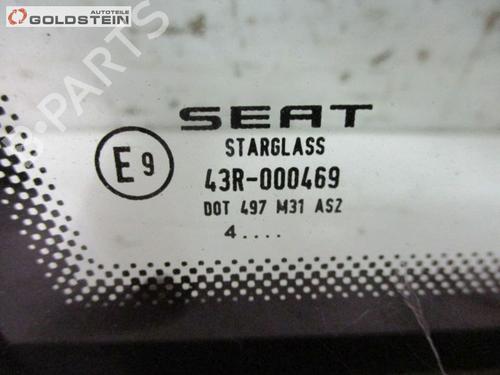 AUTOTEILE
GOLDSTEIN
B-PARTS
SEAT
STARGLASS
E9
43R-000469
DOT 497 M31 AS2
4....